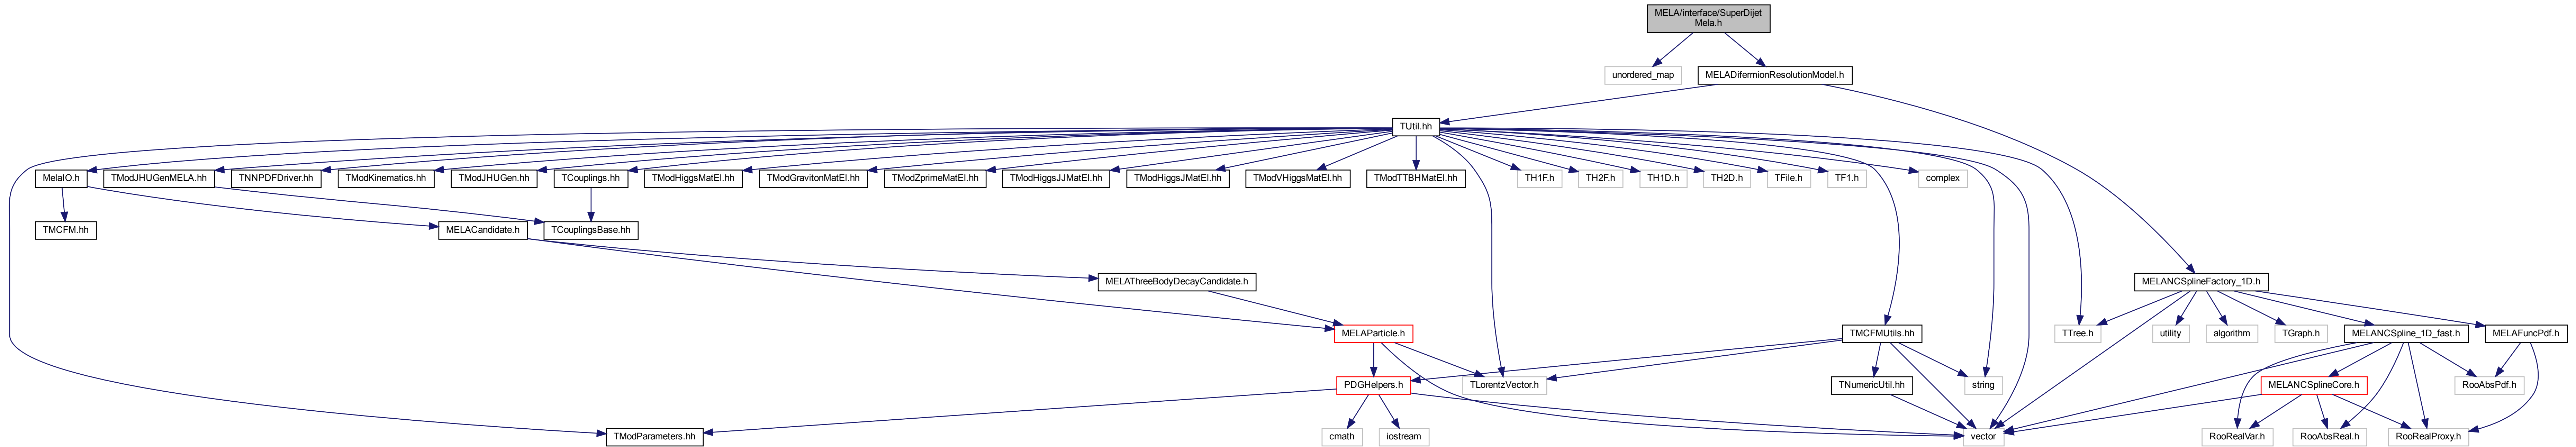 MELA/interface/SuperDijet
Mela.h
unordered_map
MELADifermionResolutionModel.h
TUtil.hh
MelaIO.h
TModJHUGenMELA.hh
TNNPDFDriver.hh
TModKinematics.hh
TModJHUGen.hh
TCouplings.hh
TModHiggsMatEl.hh
TModGravitonMatEl.hh
TModZprimeMatEl.hh
TModHiggsJJMatEl.hh
TModHiggsJMatEl.hh
TModVHiggsMatEl.hh
TModTTBHMatEl.hh
TH1F.h
TH2F.h
TH1D.h
TH2D.h
TFile.h
TF1.h
complex
TMCFM.hh
MELACandidate.h
TCouplingsBase.hh
MELAThreeBodyDecayCandidate.h
MELANCSplineFactory_1D.h
MELAParticle.h
TMCFMUtils.hh
TTree.h
utility
algorithm
TGraph.h
MELANCSpline_1D_fast.h
MELAFuncPdf.h
PDGHelpers.h
TLorentzVector.h
TNumericUtil.hh
string
MELANCSplineCore.h
RooAbsPdf.h
TModParameters.hh
cmath
iostream
vector
RooRealVar.h
RooAbsReal.h
RooRealProxy.h